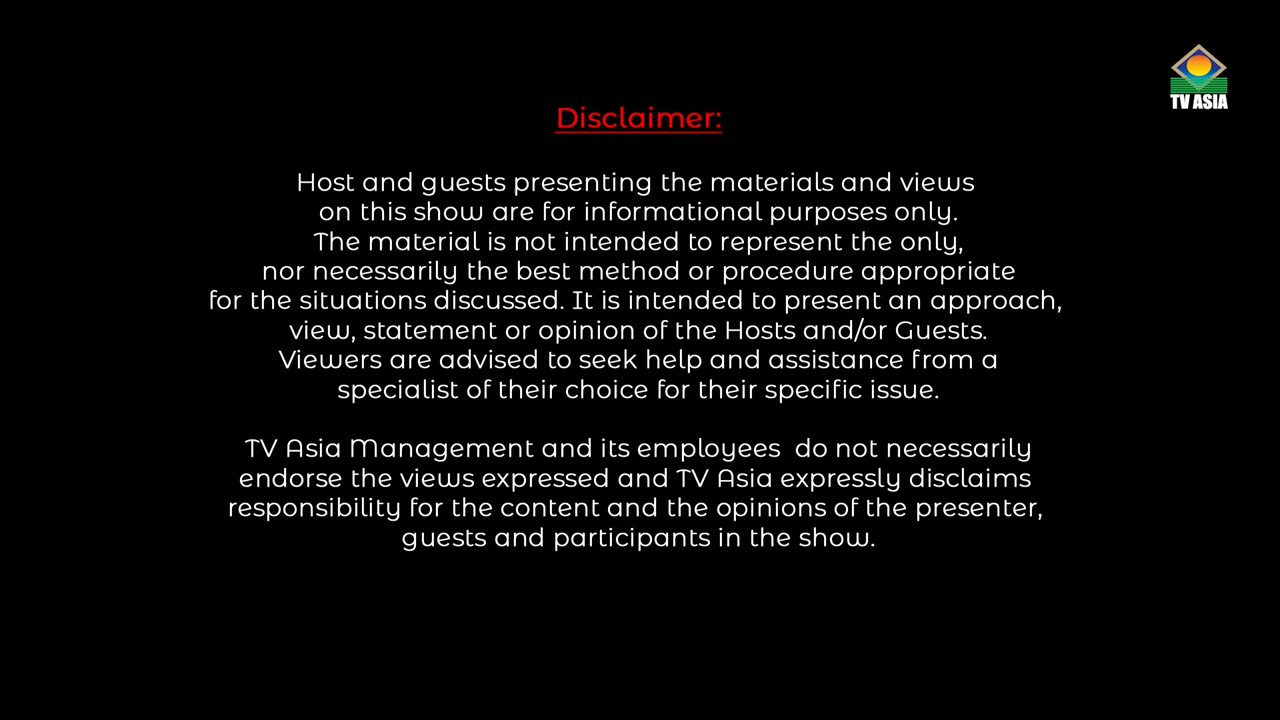 TV ASIA
Disclaimer:
Host and guests presenting the materials and views
on this show are for informational purposes only.
The material is not intended to represent the only,
nor necessarily the best method or procedure appropriate
for the situations discussed. It is intended to present an approach,
view, statement or opinion of the Hosts and/or Guests.
Viewers are advised to seek help and assistance from a
specialist of their choice for their specific issue.
TV Asia Management and its employees  do not necessarily
endorse the views expressed and TV Asia expressly disclaims
responsibility for the content and the opinions of the presenter,
guests and participants in the show.